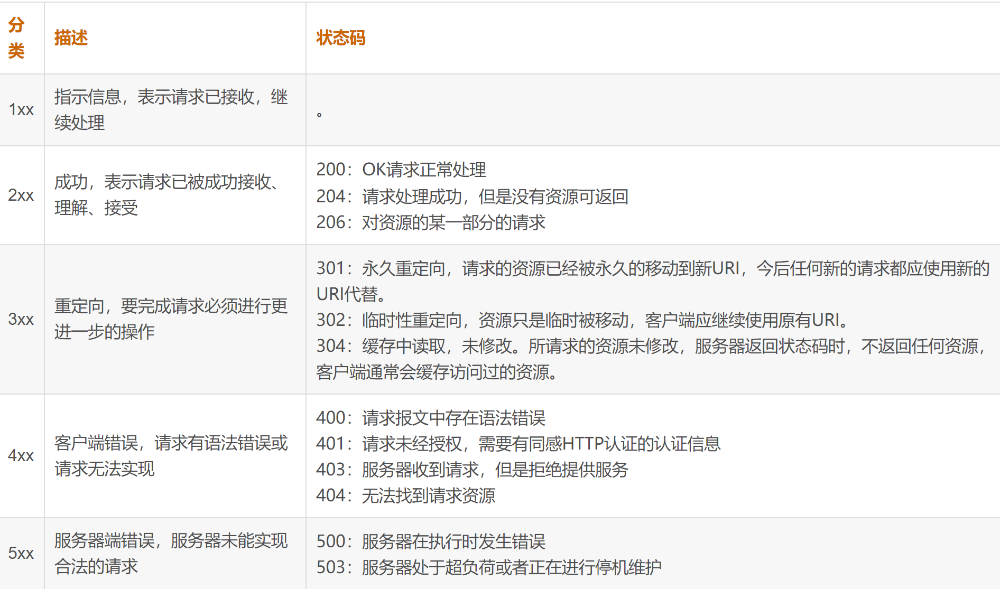 分
类
描述
状态码
1xx
指示信息，表示请求已接收，继
续处理
。
2xx
成功，表示请求已被成功接收、
理解、接受
200：OK请求正常处理
204：请求处理成功，但是没有资源可返回
206：对资源的某一部分的请求
3xx
重定向，要完成请求必须进行更
进一步的操作
301：永久重定向，请求的资源已经被永久的移动到新URI，今后任何新的请求都应使用新的
URI代替。
302：临时性重定向，资源只是临时被移动，客户端应继续使用原有URI。
304：缓存中读取，未修改。所请求的资源未修改，服务器返回状态码时，不返回任何资源，
客户端通常会缓存访问过的资源。
4xx
客户端错误，请求有语法错误或
请求无法实现
400：请求报文中存在语法错误
401：请求未经授权，需要有同感HTTP认证的认证信息
403：服务器收到请求，但是拒绝提供服务
404：无法找到请求资源
5xx
服务器端错误，服务器未能实现
合法的请求
500：服务器在执行时发生错误
503：服务器处于超负荷或者正在进行停机维护